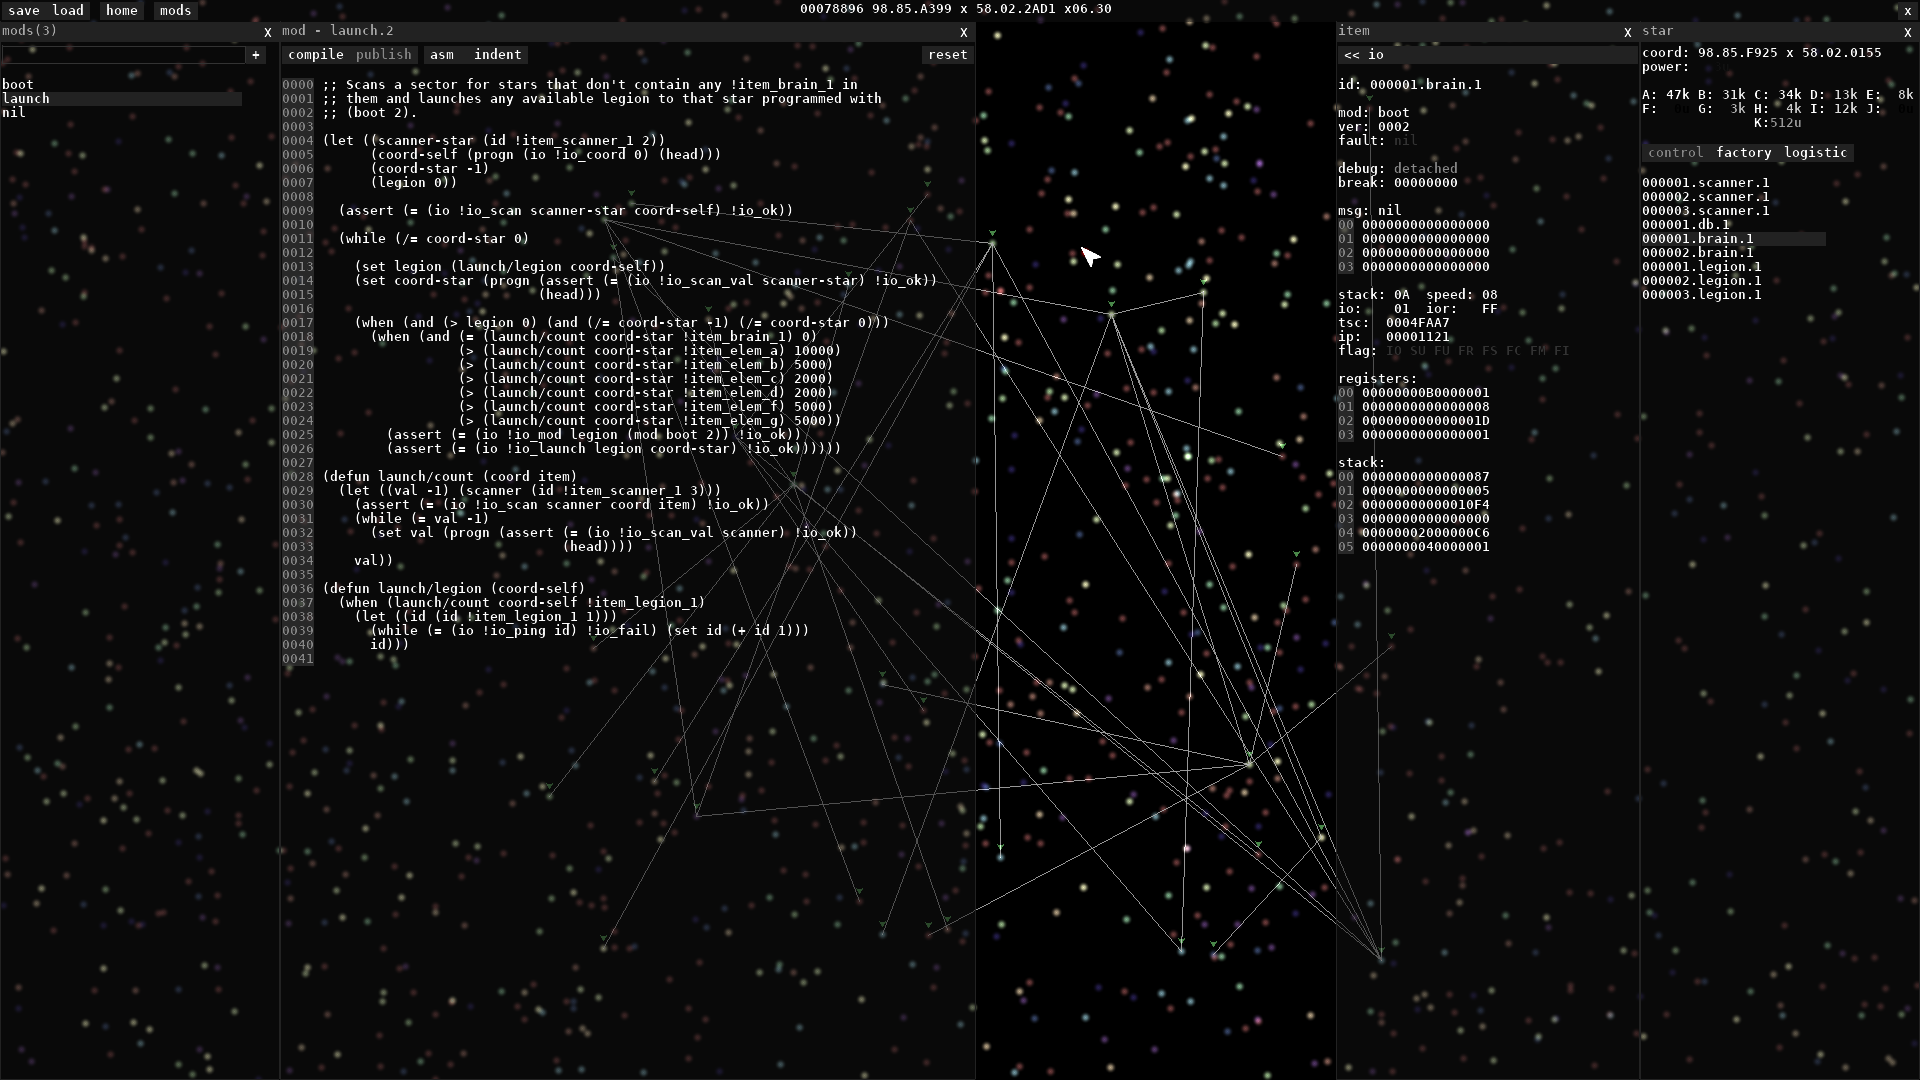 save load home mods 00078896 98.85.A399 x 58.02.2AD1 x06.30 x
mods(3) x
+
boot
launch
nil
mod - launch.2 x
compile publish asm indent reset
0000 ;; Scans a sector for stars that don't contain any !item_brain_1 in
0001 ;; them and launches any available legion to that star programmed with
0002 ;; (boot 2).
0003
0004 (let ((scanner-star (id !item_scanner_1 2))
0005       (coord-self (progn (io !io_coord 0) (head)))
0006       (coord-star -1)
0007       (legion 0))
0008
0009   (assert (= (io !io_scan scanner-star coord-self) !io_ok))
0010
0011   (while (/= coord-star 0)
0012
0013     (set legion (launch/legion coord-self))
0014     (set coord-star (progn (assert (= (io !io_scan_val scanner-star) !io_ok))
0015                            (head)))
0016
0017     (when (and (> legion 0) (and (/= coord-star -1) (/= coord-star 0)))
0018       (when (and (= (launch/count coord-star !item_brain_1) 0)
0019                  (> (launch/count coord-star !item_elem_a) 10000)
0020                  (> (launch/count coord-star !item_elem_b) 5000)
0021                  (> (launch/count coord-star !item_elem_c) 2000)
0022                  (> (launch/count coord-star !item_elem_d) 2000)
0023                  (> (launch/count coord-star !item_elem_f) 5000)
0024                  (> (launch/count coord-star !item_elem_g) 5000))
0025         (assert (= (io !io_mod legion (mod boot 2)) !io_ok))
0026         (assert (= (io !io_launch legion coord-star) !io_ok))))))
0027
0028 (defun launch/count (coord item)
0029   (let ((val -1) (scanner (id !item_scanner_1 3)))
0030     (assert (= (io !io_scan scanner coord item) !io_ok))
0031     (while (= val -1)
0032       (set val (progn (assert (= (io !io_scan_val scanner) !io_ok))
0033                               (head))))
0034     val))
0035
0036 (defun launch/legion (coord-self)
0037   (when (launch/count coord-self !item_legion_1)
0038     (let ((id (id !item_legion_1 1)))
0039       (while (= (io !io_ping id) !io_fail) (set id (+ id 1)))
0040       id)))
0041
item x
<< io
id: 000001.brain.1
mod: boot
ver: 0002
fault: nil
debug: detached
break: 00000000
msg: nil
00 0000000000000000
01 0000000000000000
02 0000000000000000
03 0000000000000000
stack: 0A  speed: 08
io:    01  ior:   FF
tsc:  0004FAA7
ip:   00001121
flag: IO SU FU FR FS FC FM FI
registers:
00 00000000B0000001
01 0000000000000008
02 000000000000001D
03 0000000000000001
stack:
00 0000000000000087
01 0000000000000005
02 00000000000010F4
03 0000000000000000
04 00000002000000C6
05 0000000040000001
star x
coord: 98.85.F925 x 58.02.0155
power:
A: 47k B: 31k C: 34k D: 13k E:  8k
F:     G:  3k H:  4k I: 12k J:
K:512u
control factory logistic
000001.scanner.1
000002.scanner.1
000003.scanner.1
000001.db.1
000001.brain.1
000002.brain.1
000001.legion.1
000002.legion.1
000003.legion.1